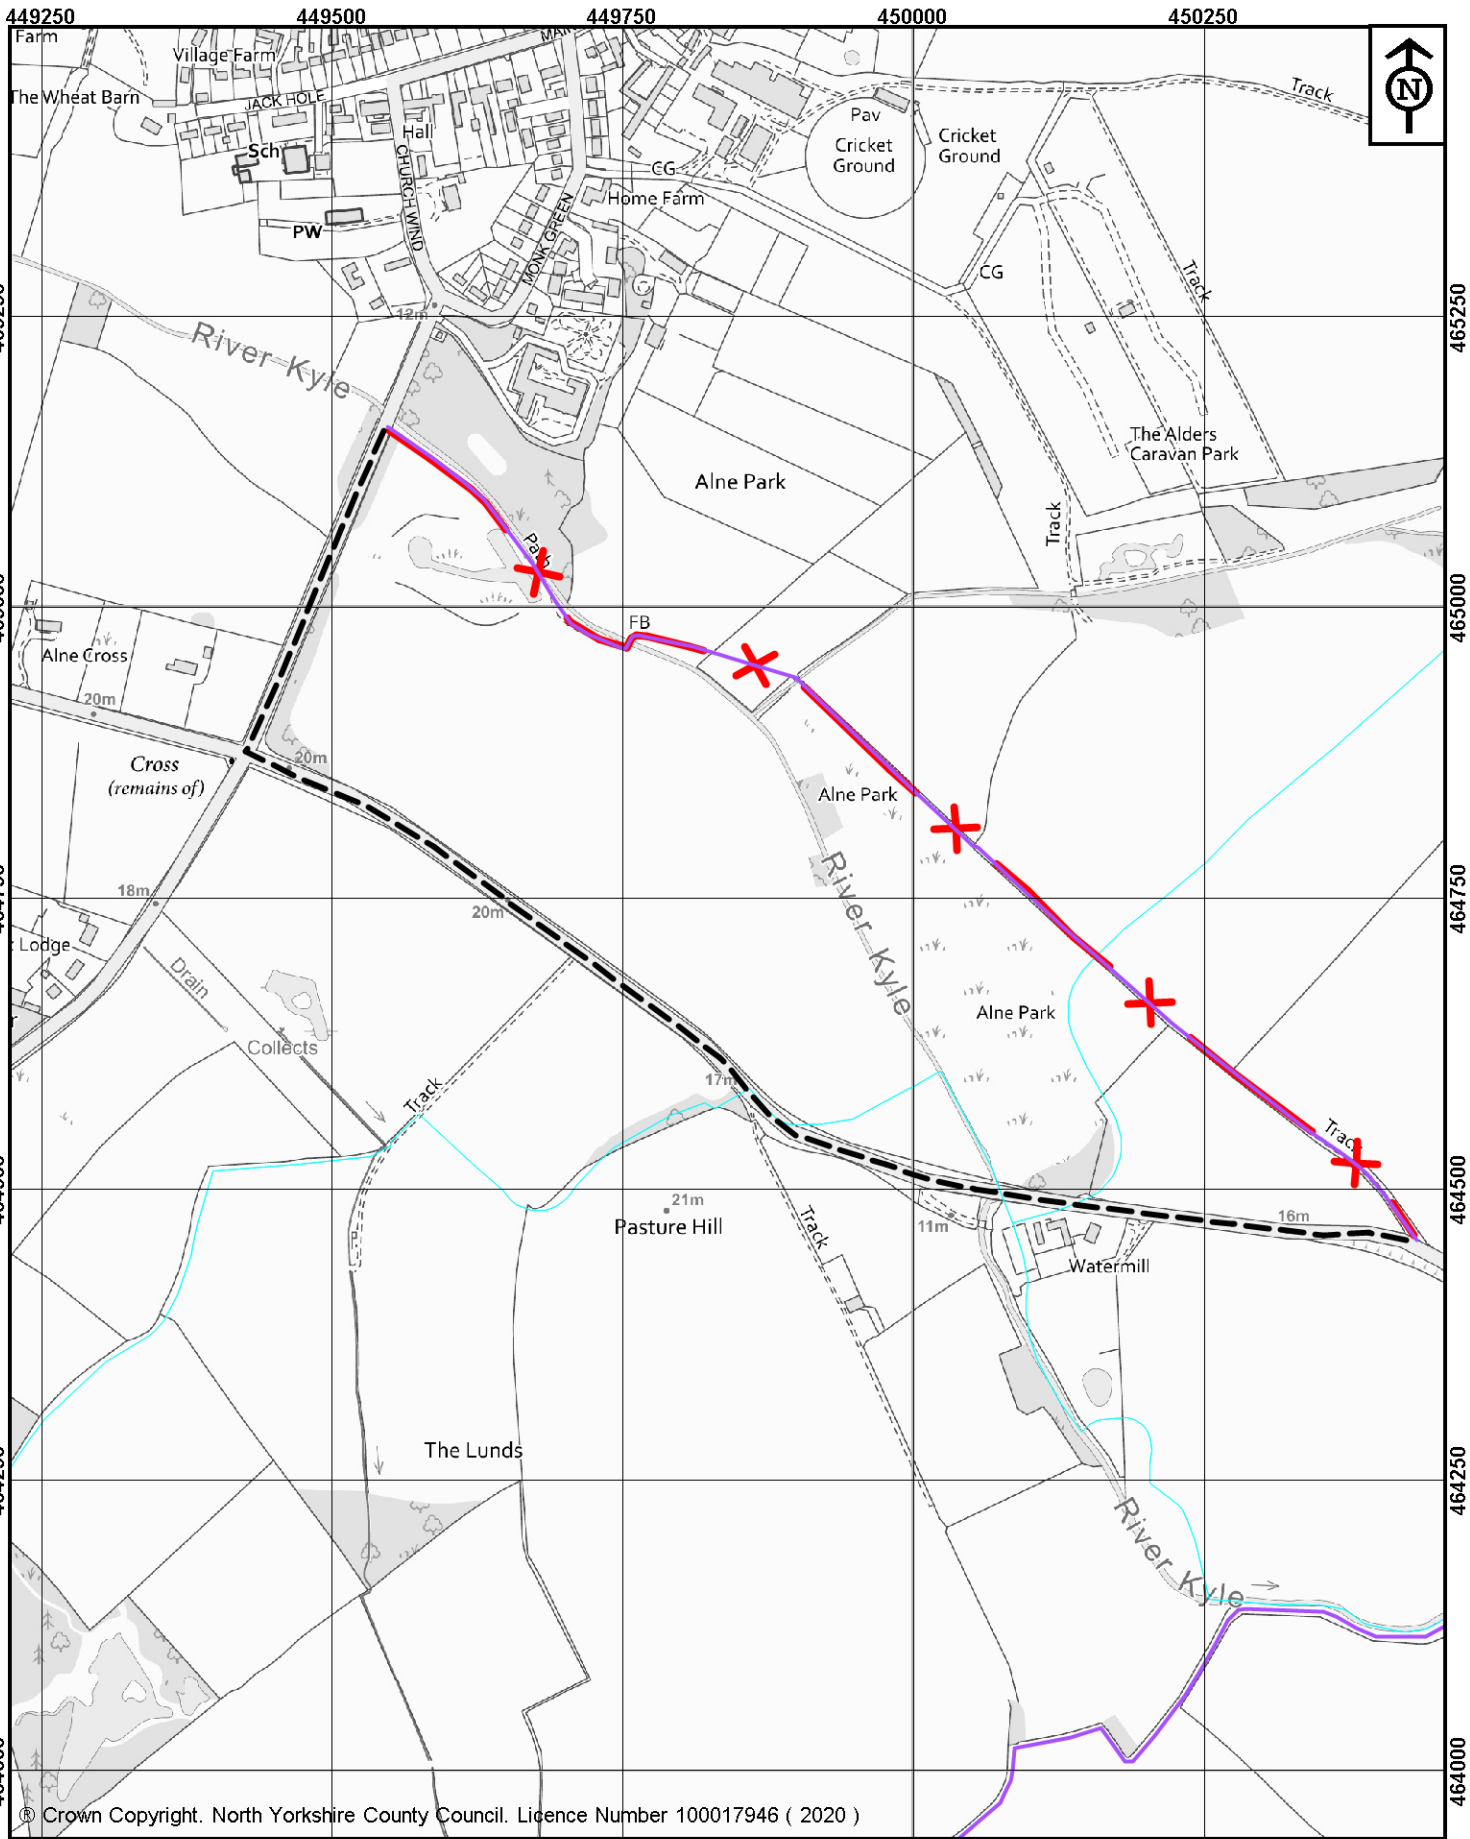 449250 449500 449750 450000 450250
Farm
Village Farm
MAIN
The Wheat Barn
JACK HOLE
Track
N
Hall
Pav
Cricket
Ground
Cricket
Ground
Sch
CHURCH WIND
CG
Home Farm
PW
MONK GREEN
CG
Track
12m
465250
River Kyle
The Alders
Caravan Park
Alne Park
Track
Path
465000
FB
Alne Cross
20m
Cross
(remains of)
20m
Alne Park
18m
20m
River Kyle
464750
Lodge
Drain
Alne Park
Collects
17m
Track
Track
464500
21m
Pasture Hill
Track
11m
16m
Watermill
The Lunds
464250
River Kyle
464000
® Crown Copyright. North Yorkshire County Council. Licence Number 100017946 ( 2020 )